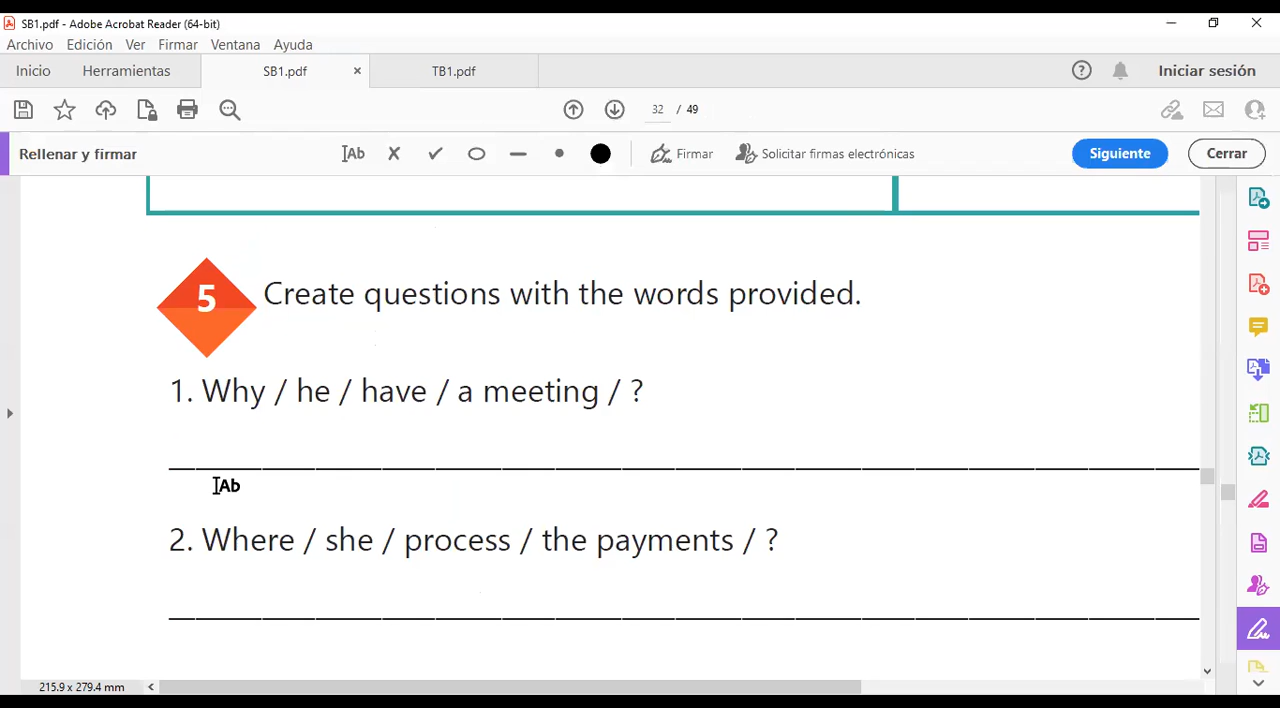 SB1.pdf - Adobe Acrobat Reader (64-bit)
Archivo Edición Ver Firmar Ventana Ayuda
Inicio Herramientas SB1.pdf × TB1.pdf Iniciar sesión
32 / 49
Rellenar y firmar Ab Firmar Solicitar firmas electrónicas Siguiente Cerrar
5 Create questions with the words provided.
1. Why / he / have / a meeting / ?
Ab
2. Where / she / process / the payments / ?
215.9 x 279.4 mm